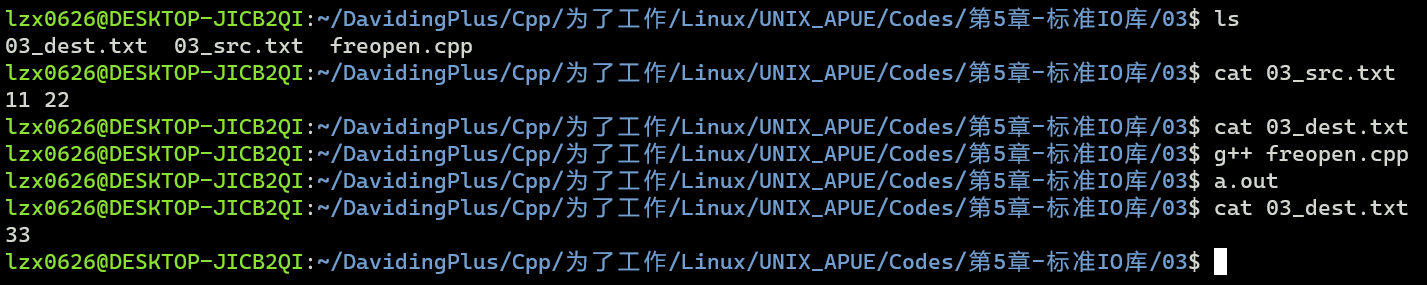 lzx0626@DESKTOP-JICB2QI:~/DavidingPlus/Cpp/为了工作/Linux/UNIX_APUE/Codes/第5章-标准IO库/03$ ls
03_dest.txt  03_src.txt  freopen.cpp
lzx0626@DESKTOP-JICB2QI:~/DavidingPlus/Cpp/为了工作/Linux/UNIX_APUE/Codes/第5章-标准IO库/03$ cat 03_src.txt
11 22
lzx0626@DESKTOP-JICB2QI:~/DavidingPlus/Cpp/为了工作/Linux/UNIX_APUE/Codes/第5章-标准IO库/03$ cat 03_dest.txt
lzx0626@DESKTOP-JICB2QI:~/DavidingPlus/Cpp/为了工作/Linux/UNIX_APUE/Codes/第5章-标准IO库/03$ g++ freopen.cpp
lzx0626@DESKTOP-JICB2QI:~/DavidingPlus/Cpp/为了工作/Linux/UNIX_APUE/Codes/第5章-标准IO库/03$ a.out
lzx0626@DESKTOP-JICB2QI:~/DavidingPlus/Cpp/为了工作/Linux/UNIX_APUE/Codes/第5章-标准IO库/03$ cat 03_dest.txt
33
lzx0626@DESKTOP-JICB2QI:~/DavidingPlus/Cpp/为了工作/Linux/UNIX_APUE/Codes/第5章-标准IO库/03$